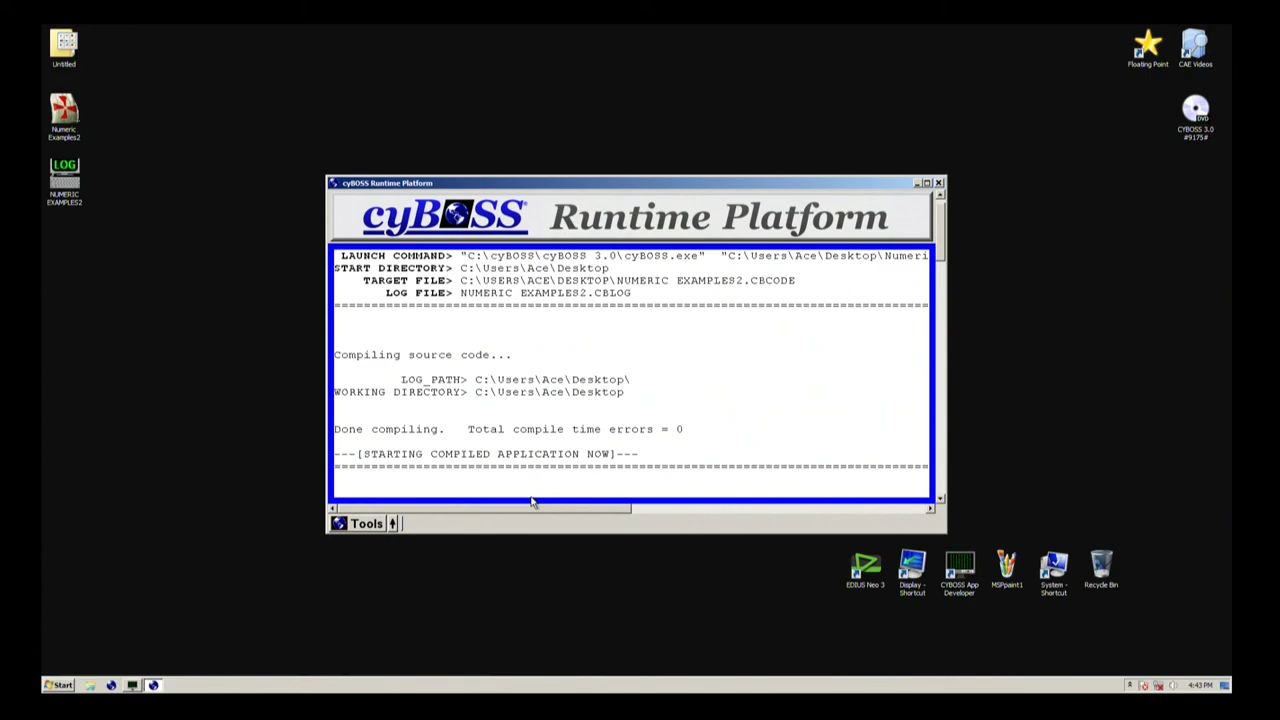 Untitled
Floating Point
CAE Videos
Numeric
Examples2
CYBOSS 3.0
#9175#
DVD
LOG
NUMERIC
EXAMPLES2
cyBOSS Runtime Platform
cyBOSS® Runtime Platform
LAUNCH COMMAND> "C:\cyBOSS\cyBOSS 3.0\cyBOSS.exe"  "C:\Users\Ace\Desktop\Numeri
START DIRECTORY> C:\Users\Ace\Desktop
TARGET FILE> C:\USERS\ACE\DESKTOP\NUMERIC EXAMPLES2.CBCODE
LOG FILE> NUMERIC EXAMPLES2.CBLOG
================================================================================
Compiling source code...
LOG_PATH> C:\Users\Ace\Desktop\
WORKING DIRECTORY> C:\Users\Ace\Desktop
Done compiling.   Total compile time errors = 0
---[STARTING COMPILED APPLICATION NOW]---
================================================================================
Tools
EDIUS Neo 3
Display - Shortcut
CYBOSS App Developer
MSPpaint1
System - Shortcut
Recycle Bin
Start
4:43 PM